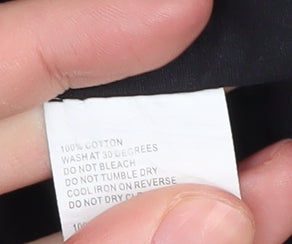 100% COTTON
WASH AT 30 DEGREES
DO NOT BLEACH
DO NOT TUMBLE DRY
COOL IRON ON REVERSE
DO NOT DRY